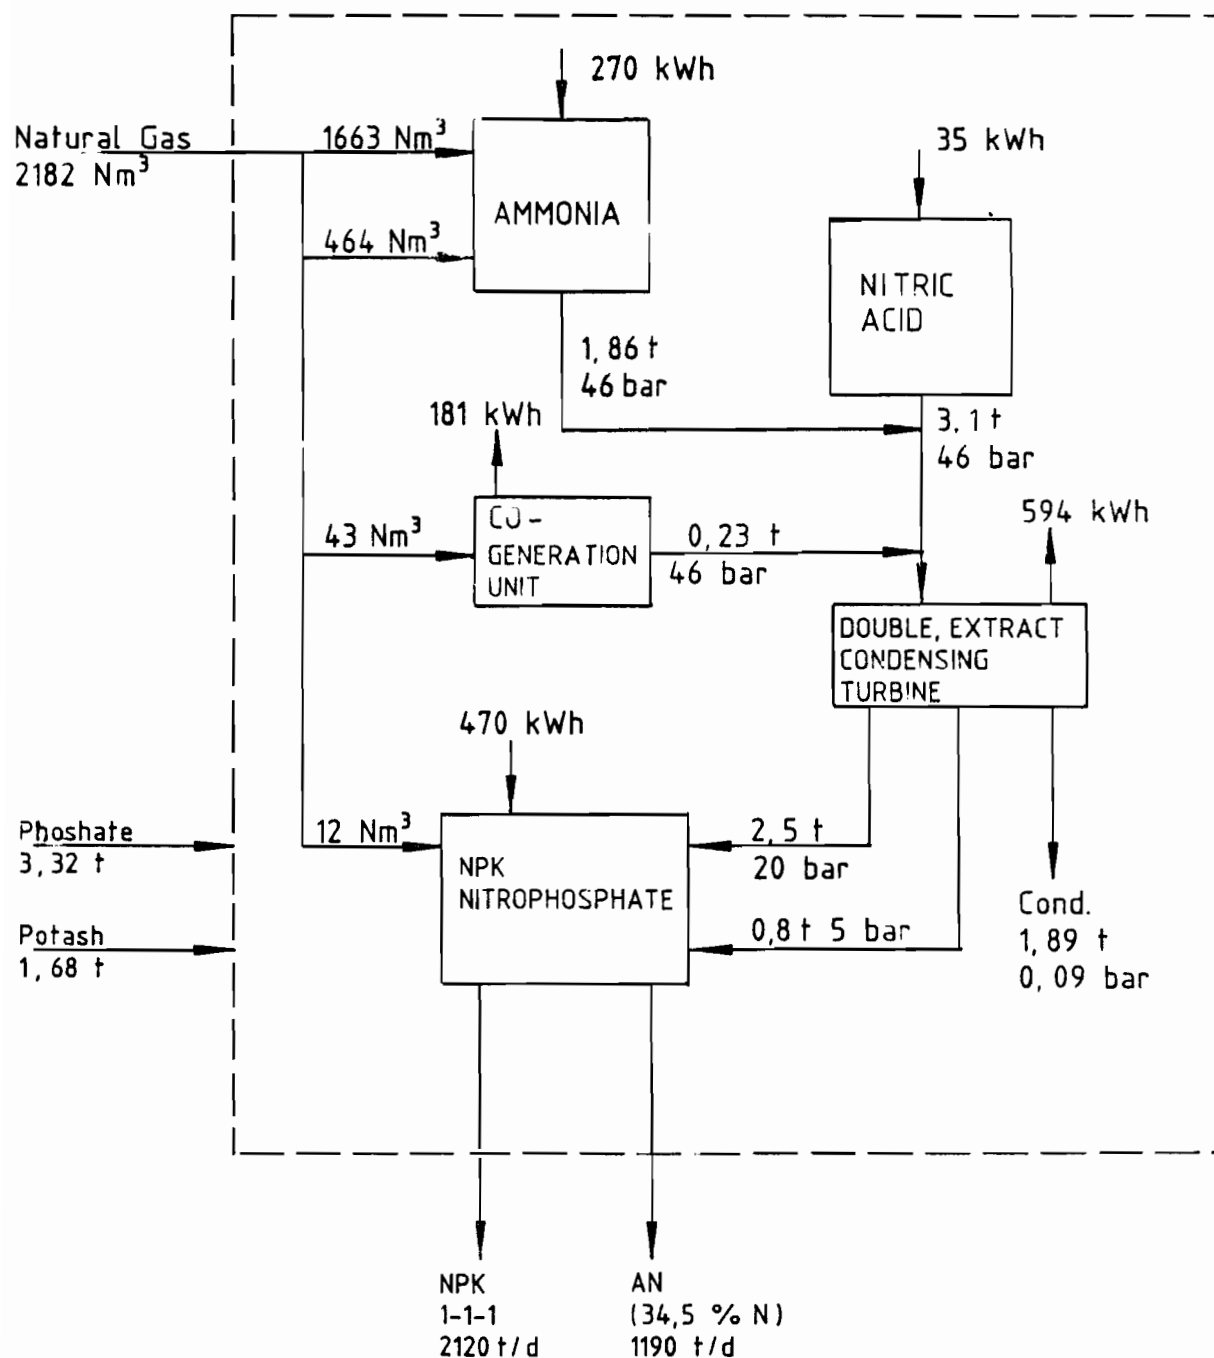 270 kWh
Natural Gas
2182 Nm³
1663 Nm³
35 kWh
AMMONIA
464 Nm³
NITRIC
ACID
1,86 t
46 bar
181 kWh
3,1 t
46 bar
43 Nm³
CO-
GENERATION
UNIT
0,23 t
46 bar
594 kWh
DOUBLE, EXTRACT
CONDENSING
TURBINE
470 kWh
Phoshate
3,32 t
12 Nm³
NPK
NITROPHOSPHATE
2,5 t
20 bar
Potash
1,68 t
0,8 t 5 bar
Cond.
1,89 t
0,09 bar
NPK
1-1-1
2120 t/d
AN
(34,5 % N)
1190 t/d